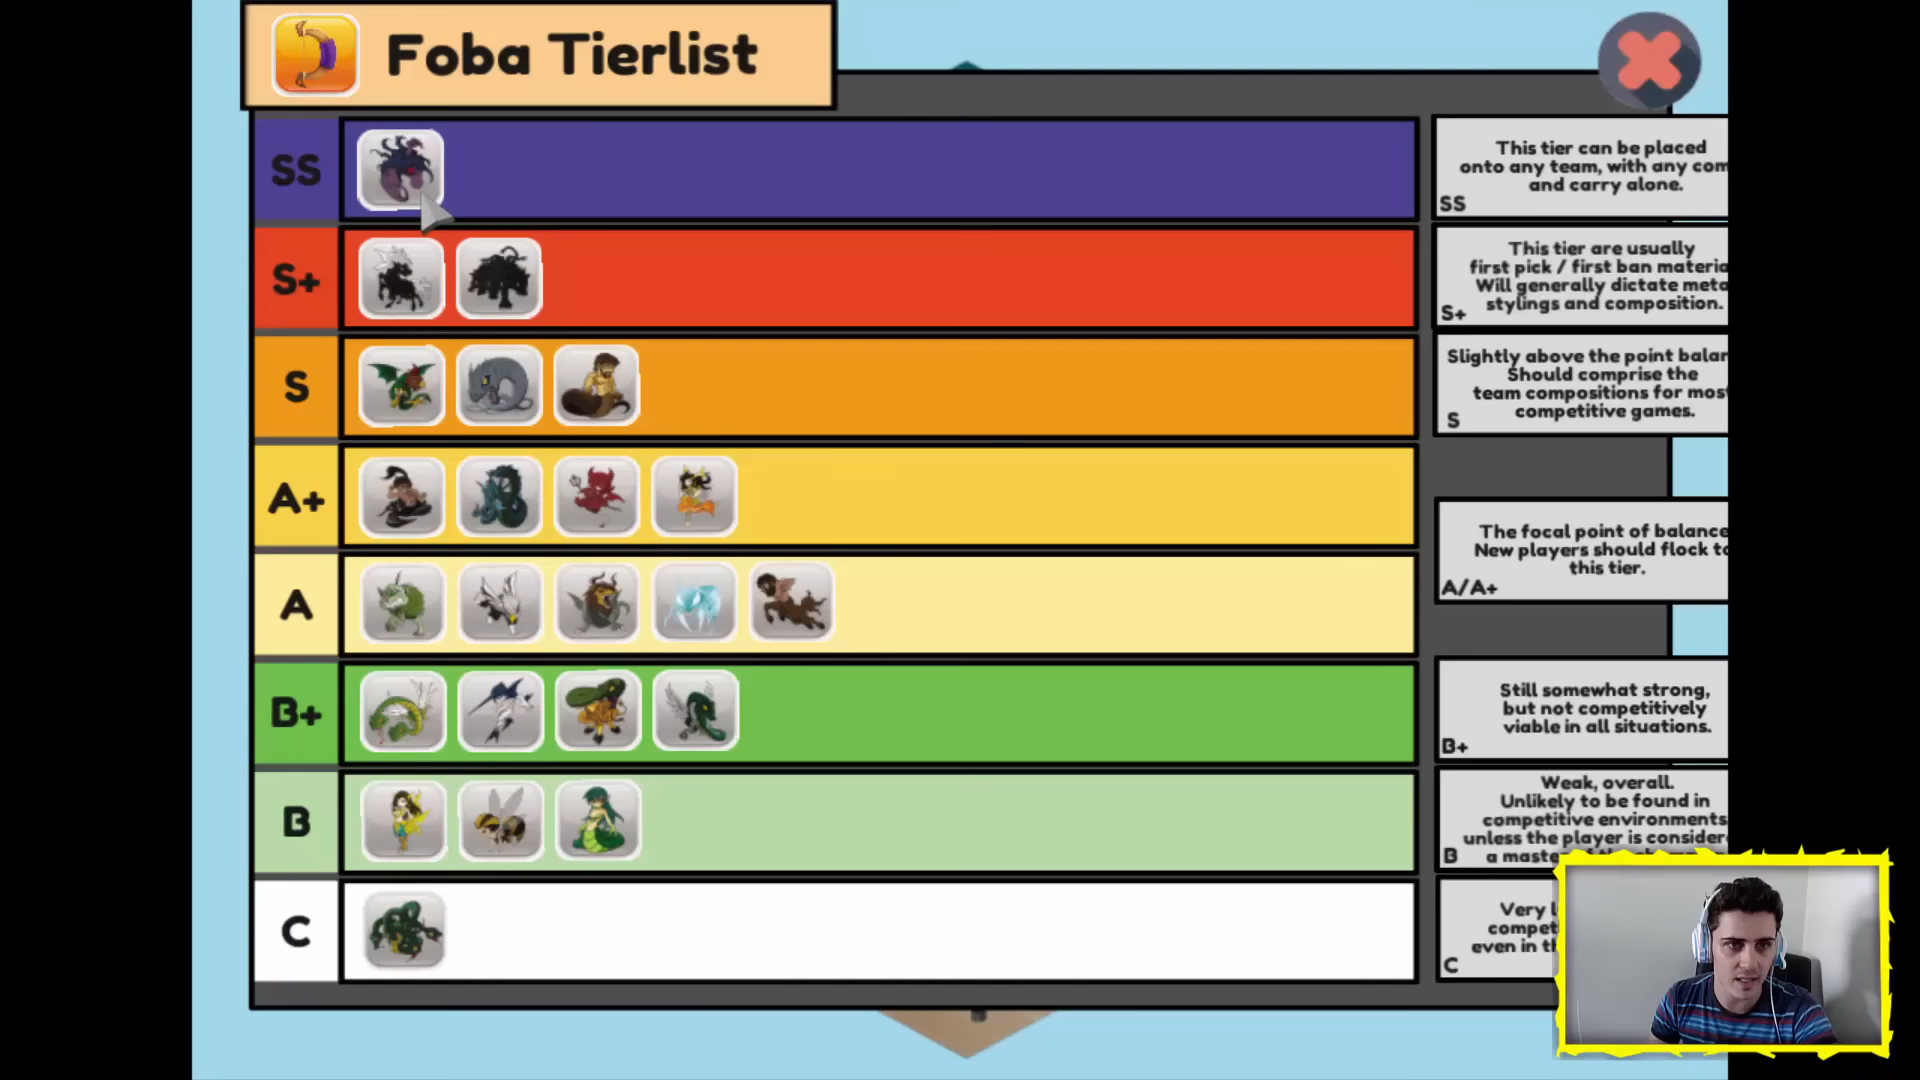 Foba Tierlist
SS
This tier can be placed
onto any team, with any com
and carry alone.
SS
S+
This tier are usually
first pick / first ban materia
Will generally dictate meta
stylings and composition.
S+
S
Slightly above the point balan
Should comprise the
team compositions for most
competitive games.
S
A+
A
The focal point of balance
New players should flock to
this tier.
A/A+
B+
Still somewhat strong,
but not competitively
viable in all situations.
B+
B
Weak, overall.
Unlikely to be found in
competitive environments
unless the player is consider
a maste
B
C
Very l
compet
even in t
C